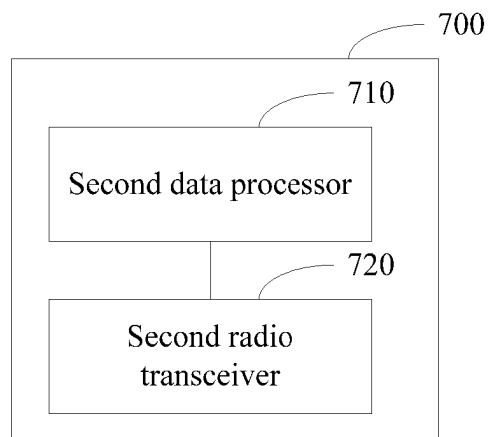 700
710
Second data processor
720
Second radio
transceiver